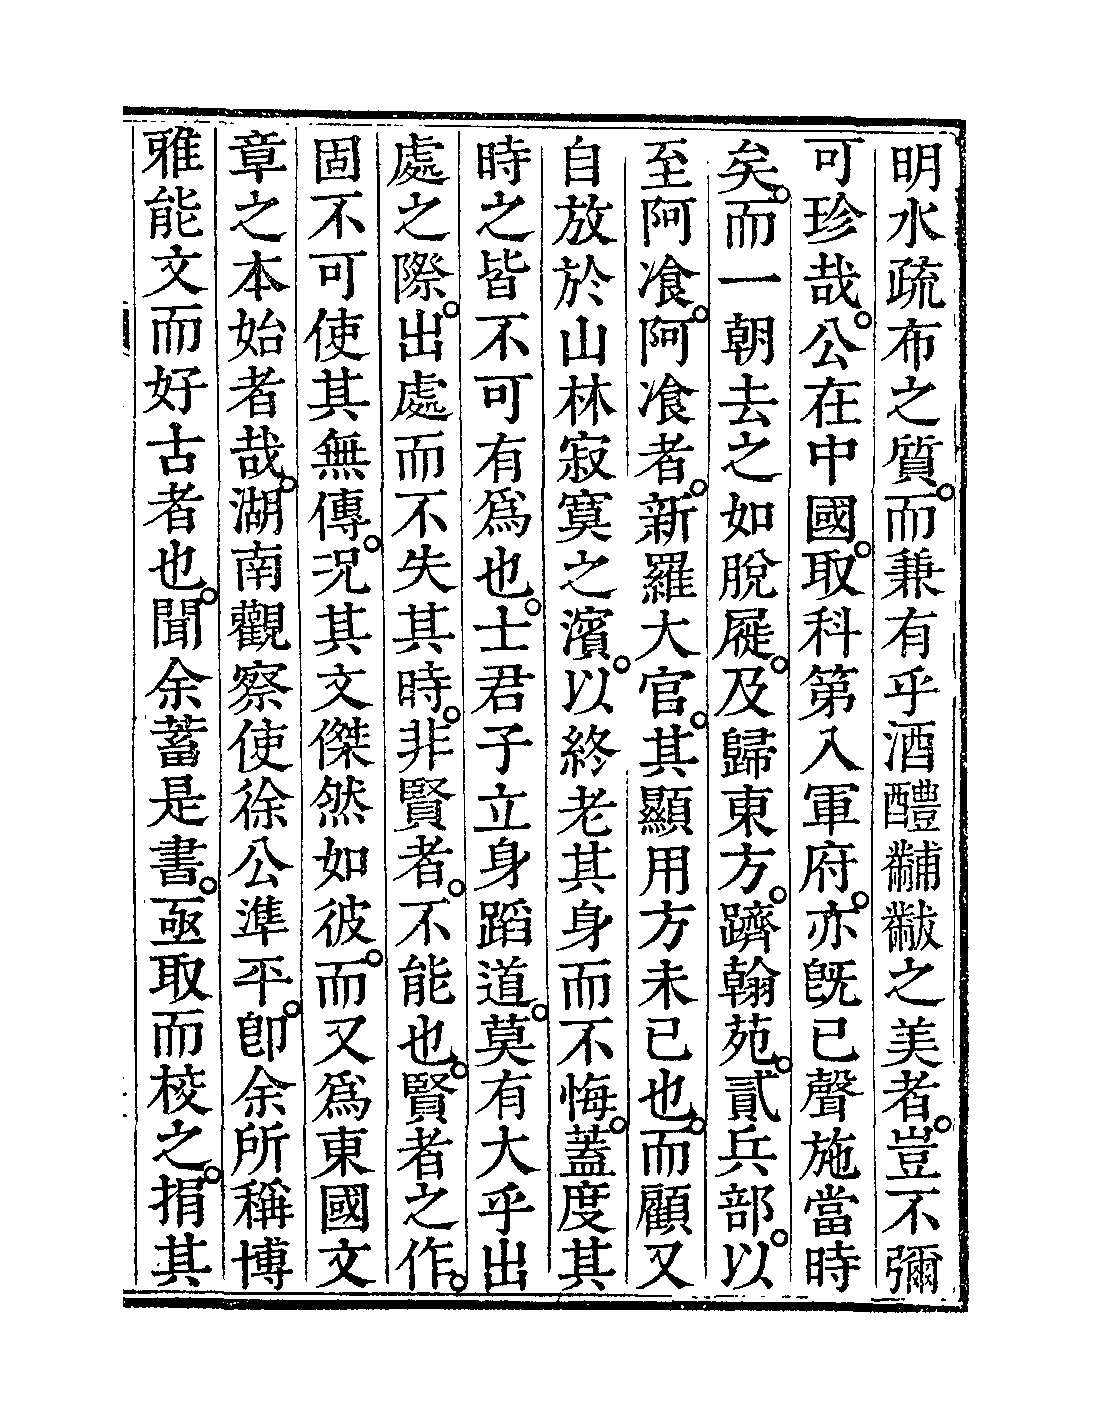 明水疏布之質。而兼有乎酒醴黼黻之美者。豈不彌
可珍哉。公在中國。取科第入軍府。亦旣已聲施當時
矣。而一朝去之如脫屣。及歸東方。躋翰苑。貳兵部。以
至阿飡。阿飡者。新羅大官。其顯用方未已也。而顧又
自放於山林寂寞之濱。以終老其身而不悔。蓋度其
時之皆不可有爲也。士君子立身蹈道。莫有大乎出
處之際。出處而不失其時。非賢者。不能也。賢者之作。
固不可使其無傳。况其文傑然如彼。而又爲東國文
章之本始者哉。湖南觀察使徐公準平。卽余所稱博
雅能文而好古者也。聞余蓄是書。亟取而校之。捐其